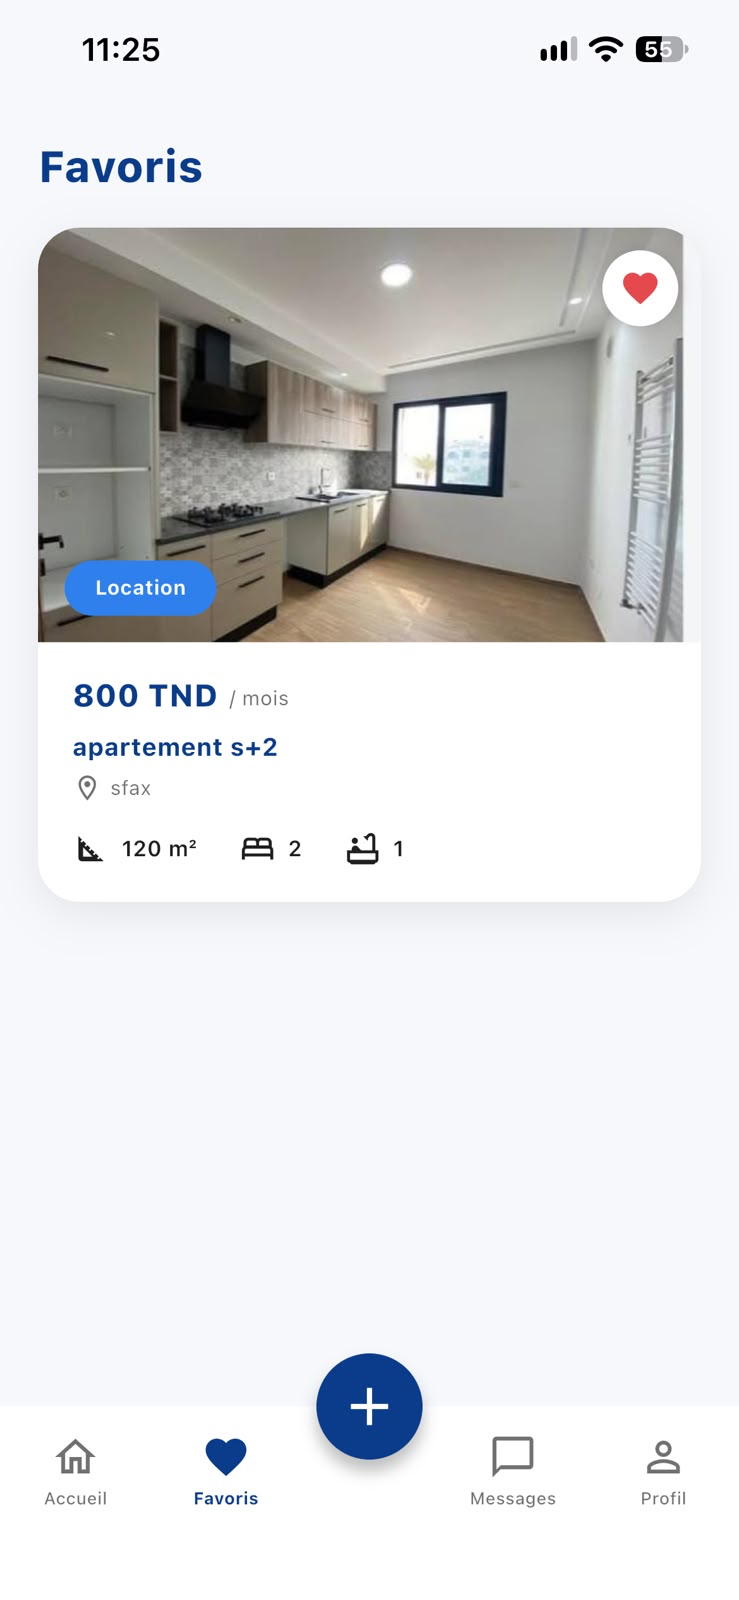 11:25
55
Favoris
Location
800 TND / mois
apartement s+2
sfax
120 m² 2 1
Accueil Favoris Messages Profil